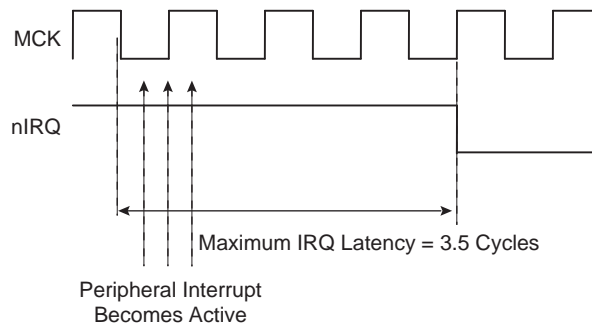 MCK
nIRQ
Maximum IRQ Latency = 3.5 Cycles
Peripheral Interrupt
Becomes Active